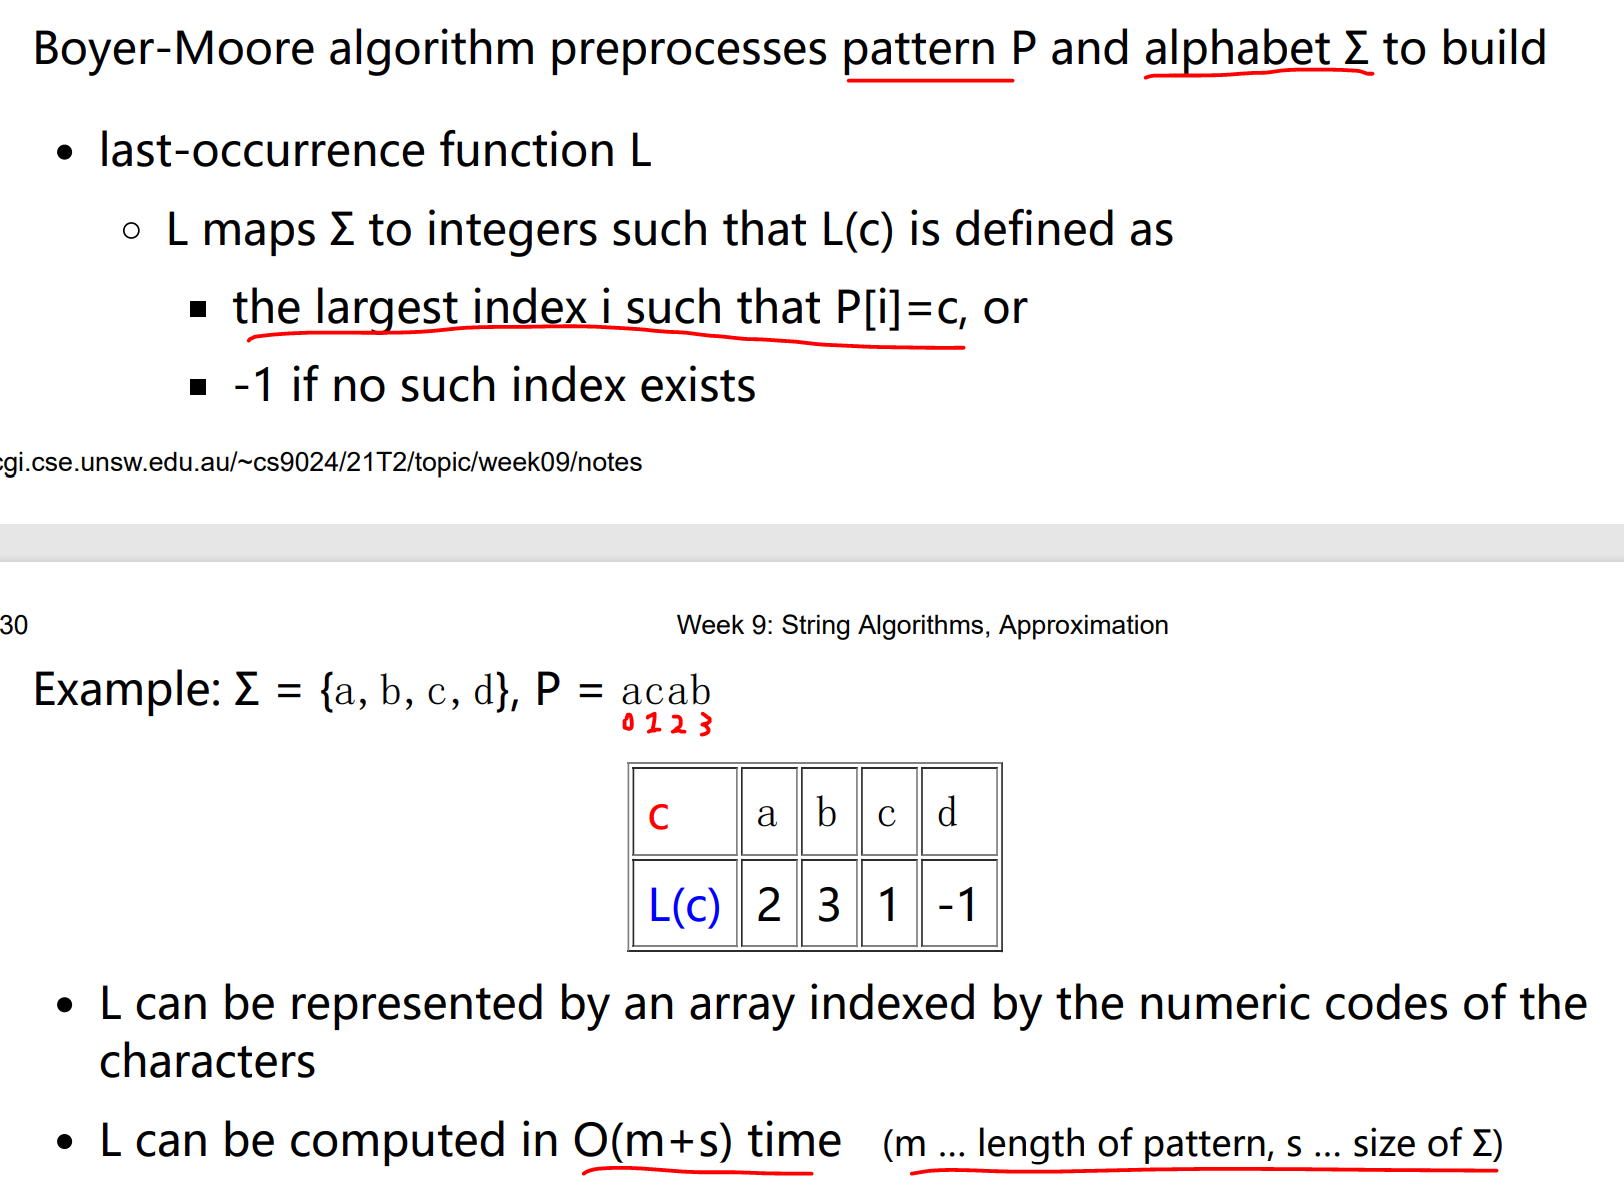 Boyer-Moore algorithm preprocesses pattern P and alphabet Σ to build
• last-occurrence function L
○ L maps Σ to integers such that L(c) is defined as
▪ the largest index i such that P[i]=c, or
▪ -1 if no such index exists
cgi.cse.unsw.edu.au/~cs9024/21T2/topic/week09/notes
30
Week 9: String Algorithms, Approximation
Example: Σ = {a, b, c, d}, P = acab
0 1 2 3
c a b c d
L(c) 2 3 1 -1
• L can be represented by an array indexed by the numeric codes of the
characters
• L can be computed in O(m+s) time (m ... length of pattern, s ... size of Σ)